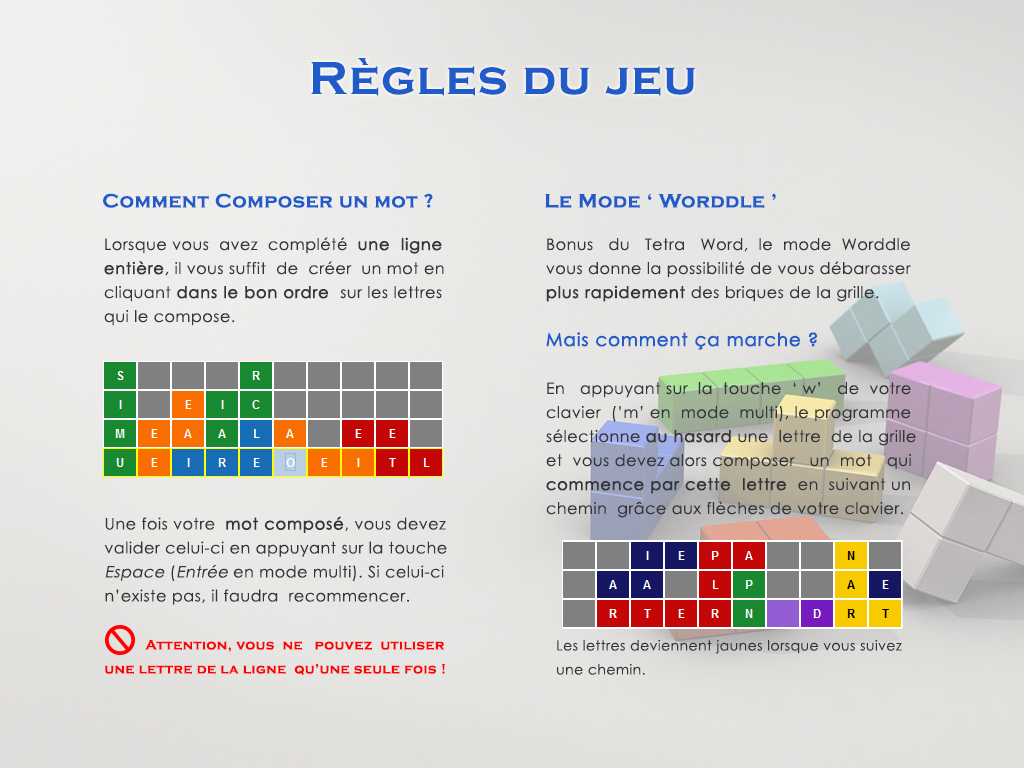 Règles du jeu
Comment Composer un mot ?
Lorsque vous avez complété une ligne
entière, il vous suffit de créer un mot en
cliquant dans le bon ordre sur les lettres
qui le compose.
S R
I E I C
M E A A L A E E
U E I R E O E I T L
Une fois votre mot composé, vous devez
valider celui-ci en appuyant sur la touche
Espace (Entrée en mode multi). Si celui-ci
n'existe pas, il faudra recommencer.
Attention, vous ne pouvez utiliser
une lettre de la ligne qu'une seule fois !
Le Mode ‘ Worddle ’
Bonus du Tetra Word, le mode Worddle
vous donne la possibilité de vous débarasser
plus rapidement des briques de la grille.
Mais comment ça marche ?
En appuyant sur la touche ‘ w’ de votre
clavier (’m’ en mode multi), le programme
sélectionne au hasard une lettre de la grille
et vous devez alors composer un mot qui
commence par cette lettre en suivant un
chemin grâce aux flèches de votre clavier.
I E P A N
A A L P A E
R T E R N D R T
Les lettres deviennent jaunes lorsque vous suivez
une chemin.